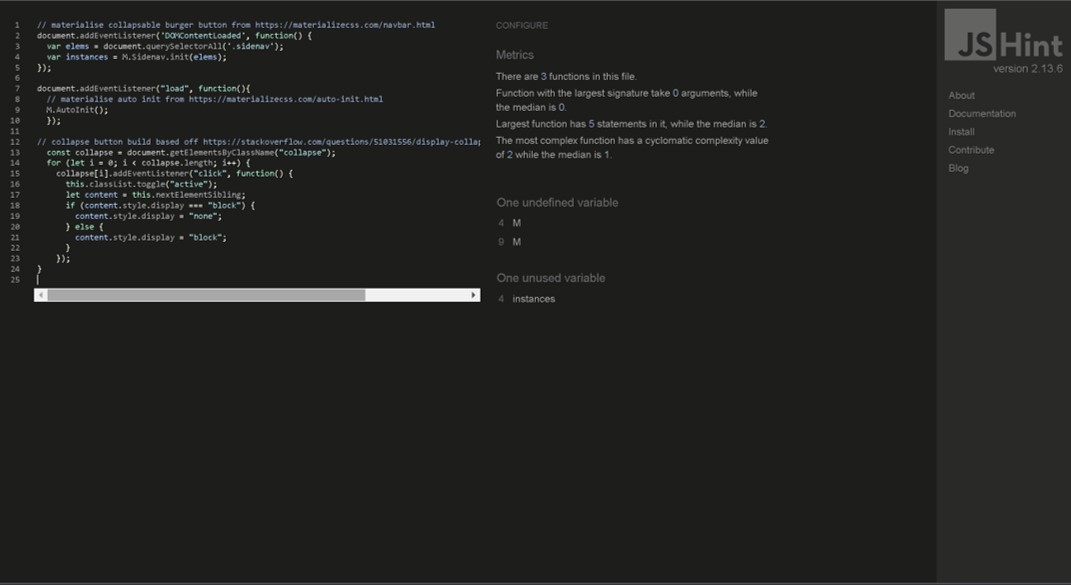 1 // materialise collapsable burger button from https://materializecss.com/navbar.html
2 document.addEventListener('DOMContentLoaded', function() {
3 var elems = document.querySelectorAll('.sidenav');
4 var instances = M.Sidenav.init(elems);
5 });
6
7 document.addEventListener("load", function(){
8 // materialise auto init from https://materializecss.com/auto-init.html
9 M.AutoInit();
10 });
11
12 // collapse button build based off https://stackoverflow.com/questions/51031556/display-collap
13 const collapse = document.getElementsByClassName("collapse");
14 for (let i = 0; i < collapse.length; i++) {
15 collapse[i].addEventListener("click", function() {
16 this.classList.toggle("active");
17 let content = this.nextElementSibling;
18 if (content.style.display === "block") {
19 content.style.display = "none";
20 } else {
21 content.style.display = "block";
22 }
23 });
24 }
25
CONFIGURE
Metrics
There are 3 functions in this file.
Function with the largest signature take 0 arguments, while
the median is 0.
Largest function has 5 statements in it, while the median is 2.
The most complex function has a cyclomatic complexity value
of 2 while the median is 1.
One undefined variable
4 M
9 M
One unused variable
4 instances
JSHint
version 2.13.6
About
Documentation
Install
Contribute
Blog